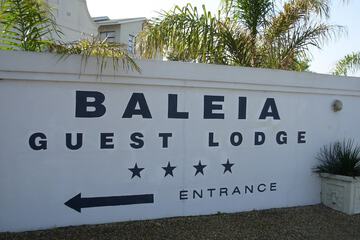 BALEIA
GUEST LODGE
★ ★ ★ ★
← ENTRANCE